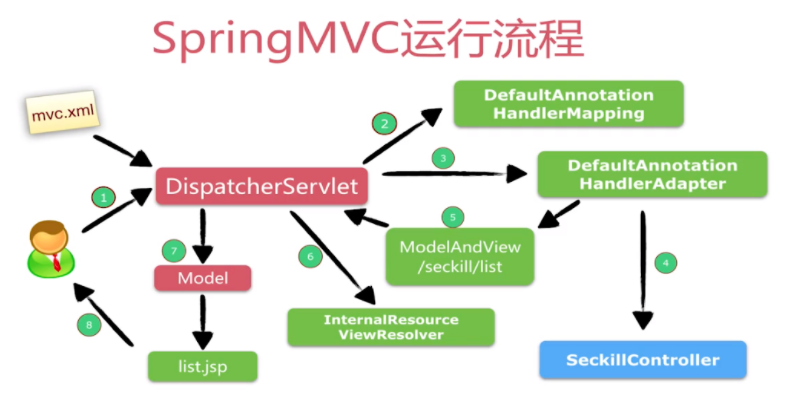 SpringMVC运行流程
mvc.xml
DefaultAnnotation
HandlerMapping
2
3
DefaultAnnotation
HandlerAdapter
DispatcherServlet
1
5
ModelAndView
/seckill/list
7
6
4
Model
8
InternalResource
ViewResolver
list.jsp
SeckillController